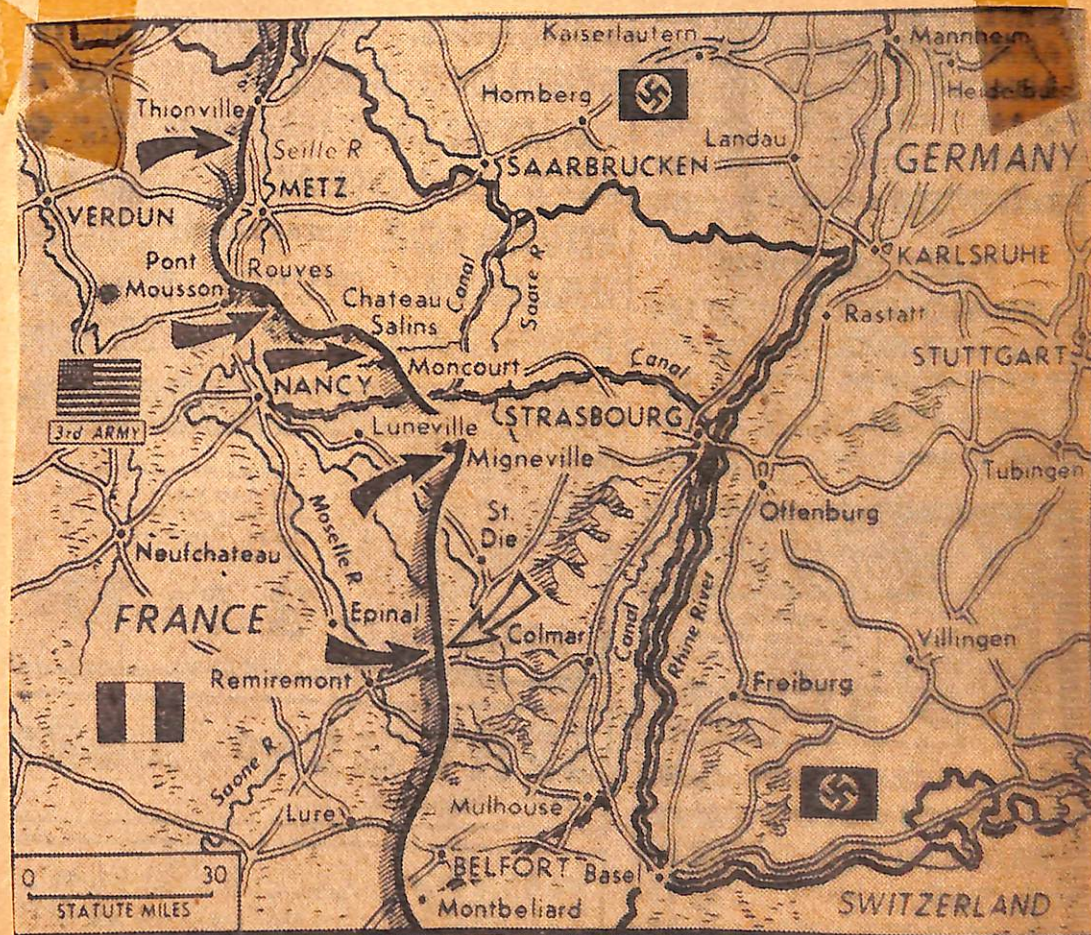 Kaiserlautern
Mannheim
Homberg
Thionville
Landau
Seille R
SAARBRUCKEN
GERMANY
METZ
VERDUN
KARLSRUHE
Pont
Mousson
Rouves
Chateau
Salins
Canal
Saare R
Rastatt
Moncourt
Canal
STUTTGART
NANCY
STRASBOURG
3rd ARMY
Luneville
Migneville
Tubingen
St.
Die
Offenburg
Moselle R
Neufchateau
FRANCE
Epinal
Colmar
Canal
Rhine River
Villingen
Remiremont
Freiburg
Saone R
Lure
Mulhouse
BELFORT
Basel
0 30
STATUTE MILES
Montbeliard
SWITZERLAND